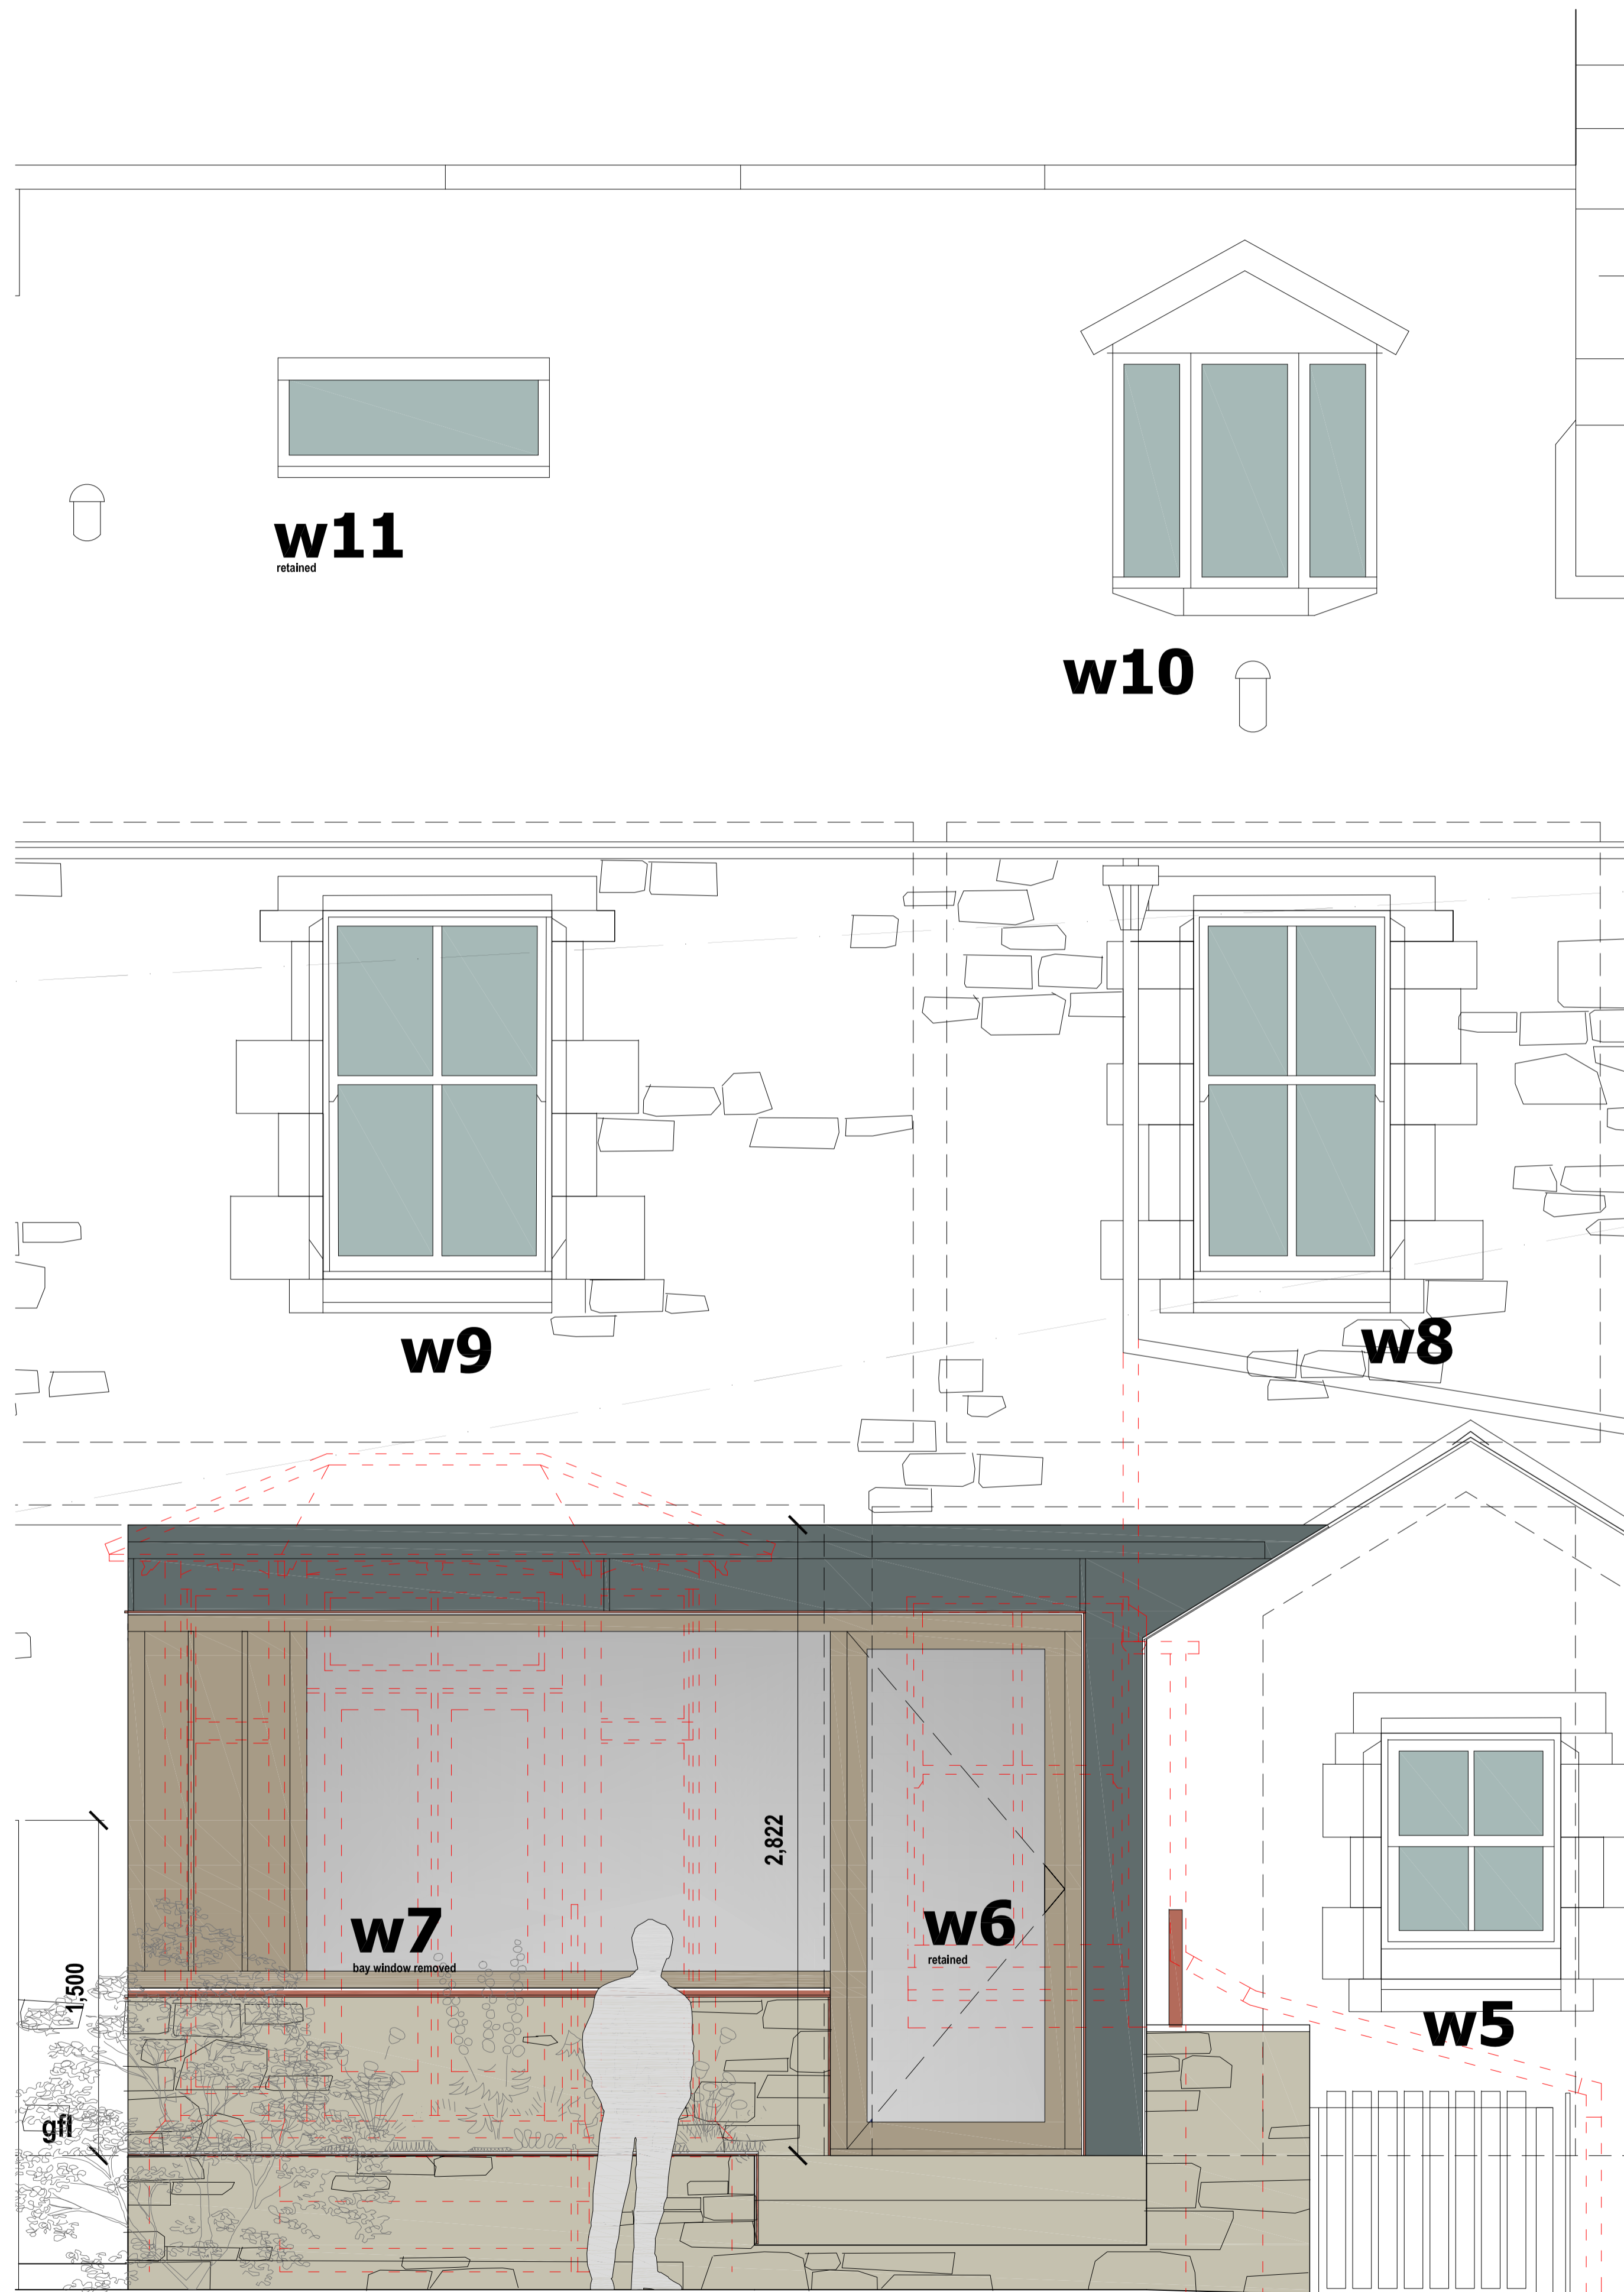 w11
retained
w10
w9
w8
2,822
w7
bay window removed
w6
retained
1,500
w5
gfl